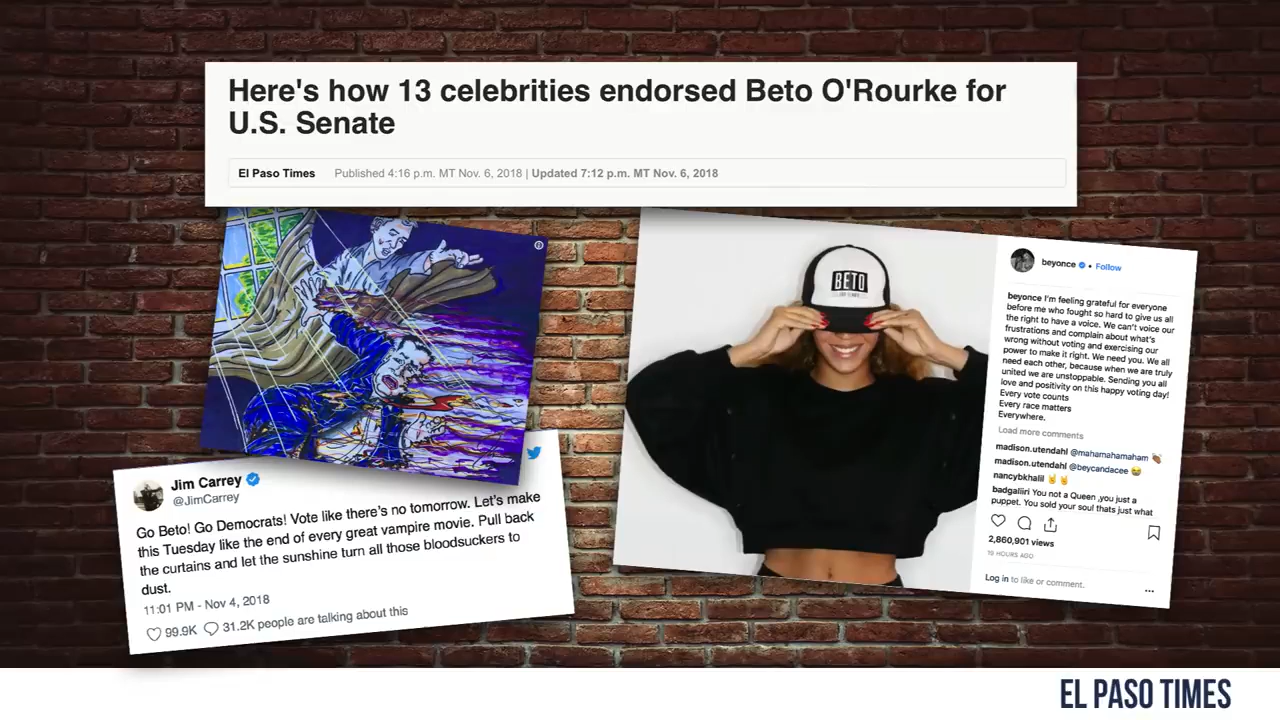 Here's how 13 celebrities endorsed Beto O'Rourke for
U.S. Senate
El Paso Times Published 4:16 p.m. MT Nov. 6, 2018 | Updated 7:12 p.m. MT Nov. 6, 2018
Jim Carrey
@JimCarrey
Go Beto! Go Democrats! Vote like there's no tomorrow. Let's make
this Tuesday like the end of every great vampire movie. Pull back
the curtains and let the sunshine turn all those bloodsuckers to
dust.
11:01 PM - Nov 4, 2018
99.9K 31.2K people are talking about this
BETO
beyonce • Follow
beyonce I'm feeling grateful for everyone
before me who fought so hard to give us all
the right to have a voice. We can't voice our
frustrations and complain about what's
wrong without voting and exercising our
power to make it right. We need you. We all
need each other, because when we are truly
united we are unstoppable. Sending you all
love and positivity on this happy voting day!
Every vote counts
Every race matters
Everywhere.
Load more comments
madison.utendahl @mahamahamaham 👏🏾
madison.utendahl @beycandacee 😂
nancybkhalil 🤘 🤘
badgaliiri You not a Queen ,you just a
puppet. You sold your soul thats just what
2,860,901 views
19 HOURS AGO
Log in to like or comment.
EL PASO TIMES